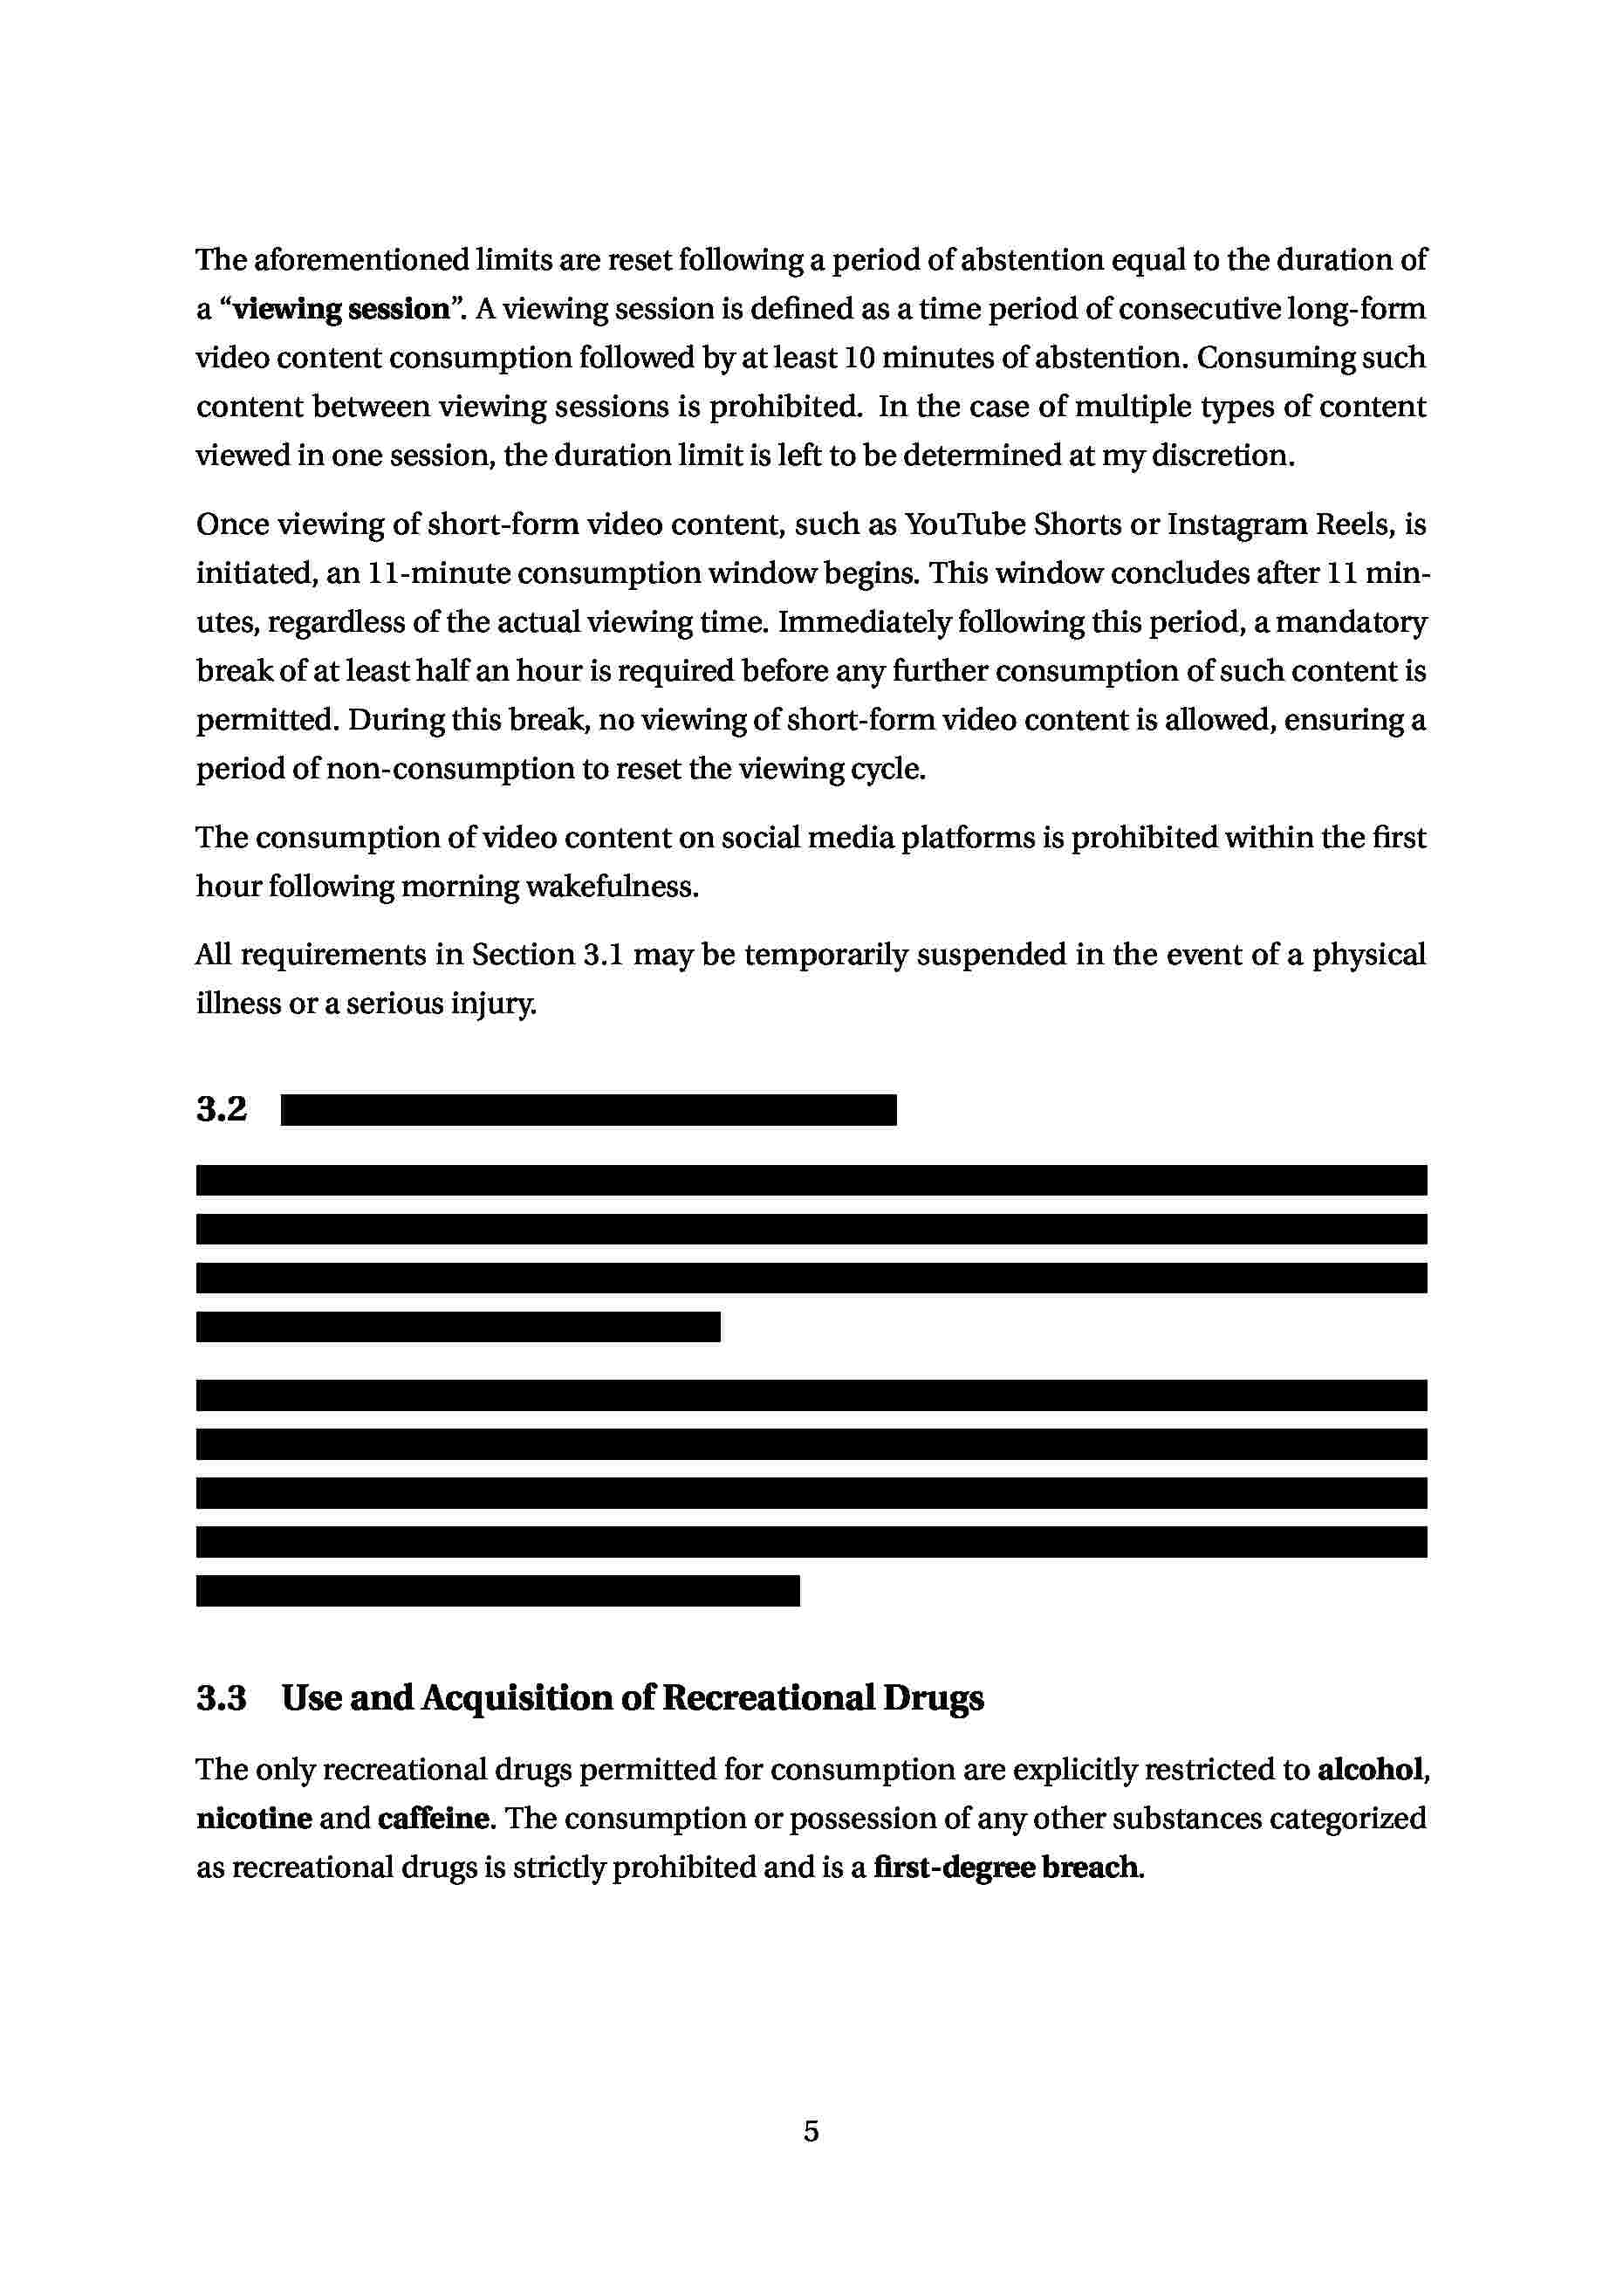 The aforementioned limits are reset following a period of abstention equal to the duration of
a “viewing session”. A viewing session is defined as a time period of consecutive long-form
video content consumption followed by at least 10 minutes of abstention. Consuming such
content between viewing sessions is prohibited. In the case of multiple types of content
viewed in one session, the duration limit is left to be determined at my discretion.
Once viewing of short-form video content, such as YouTube Shorts or Instagram Reels, is
initiated, an 11-minute consumption window begins. This window concludes after 11 min-
utes, regardless of the actual viewing time. Immediately following this period, a mandatory
break of at least half an hour is required before any further consumption of such content is
permitted. During this break, no viewing of short-form video content is allowed, ensuring a
period of non-consumption to reset the viewing cycle.
The consumption of video content on social media platforms is prohibited within the first
hour following morning wakefulness.
All requirements in Section 3.1 may be temporarily suspended in the event of a physical
illness or a serious injury.
3.2
3.3 Use and Acquisition of Recreational Drugs
The only recreational drugs permitted for consumption are explicitly restricted to alcohol,
nicotine and caffeine. The consumption or possession of any other substances categorized
as recreational drugs is strictly prohibited and is a first-degree breach.
5